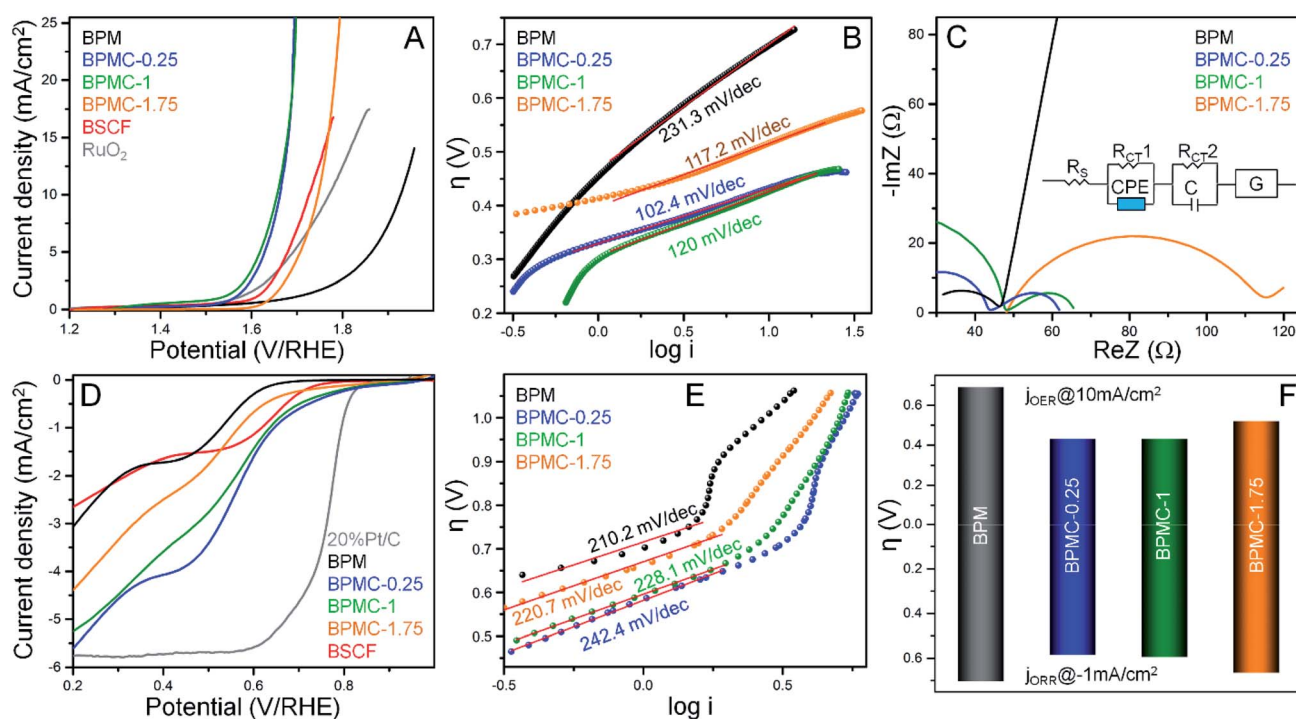 A
BPM
BPMC-0.25
BPMC-1
BPMC-1.75
BSCF
RuO2
25
20
15
10
5
0
1.2
1.4
1.6
1.8
Current density (mA/cm2)
Potential (V/RHE)
B
BPM
BPMC-0.25
BPMC-1
BPMC-1.75
231.3 mV/dec
117.2 mV/dec
102.4 mV/dec
120 mV/dec
0.7
0.6
0.5
0.4
0.3
0.2
-0.5
0.0
0.5
1.0
1.5
η (V)
log i
C
BPM
BPMC-0.25
BPMC-1
BPMC-1.75
RS
RCT1
CPE
RCT2
C
G
80
60
40
20
0
40
60
80
100
120
-ImZ (Ω)
ReZ (Ω)
D
20%Pt/C
BPM
BPMC-0.25
BPMC-1
BPMC-1.75
BSCF
0
-1
-2
-3
-4
-5
-6
0.2
0.4
0.6
0.8
Current density (mA/cm2)
Potential (V/RHE)
E
BPM
BPMC-0.25
BPMC-1
BPMC-1.75
210.2 mV/dec
220.7 mV/dec
228.1 mV/dec
242.4 mV/dec
1.0
0.9
0.8
0.7
0.6
0.5
-0.5
0.0
0.5
η (V)
log i
F
jOER@10mA/cm2
BPM
BPMC-0.25
BPMC-1
BPMC-1.75
jORR@-1mA/cm2
0.6
0.4
0.2
0.0
0.2
0.4
0.6
η (V)